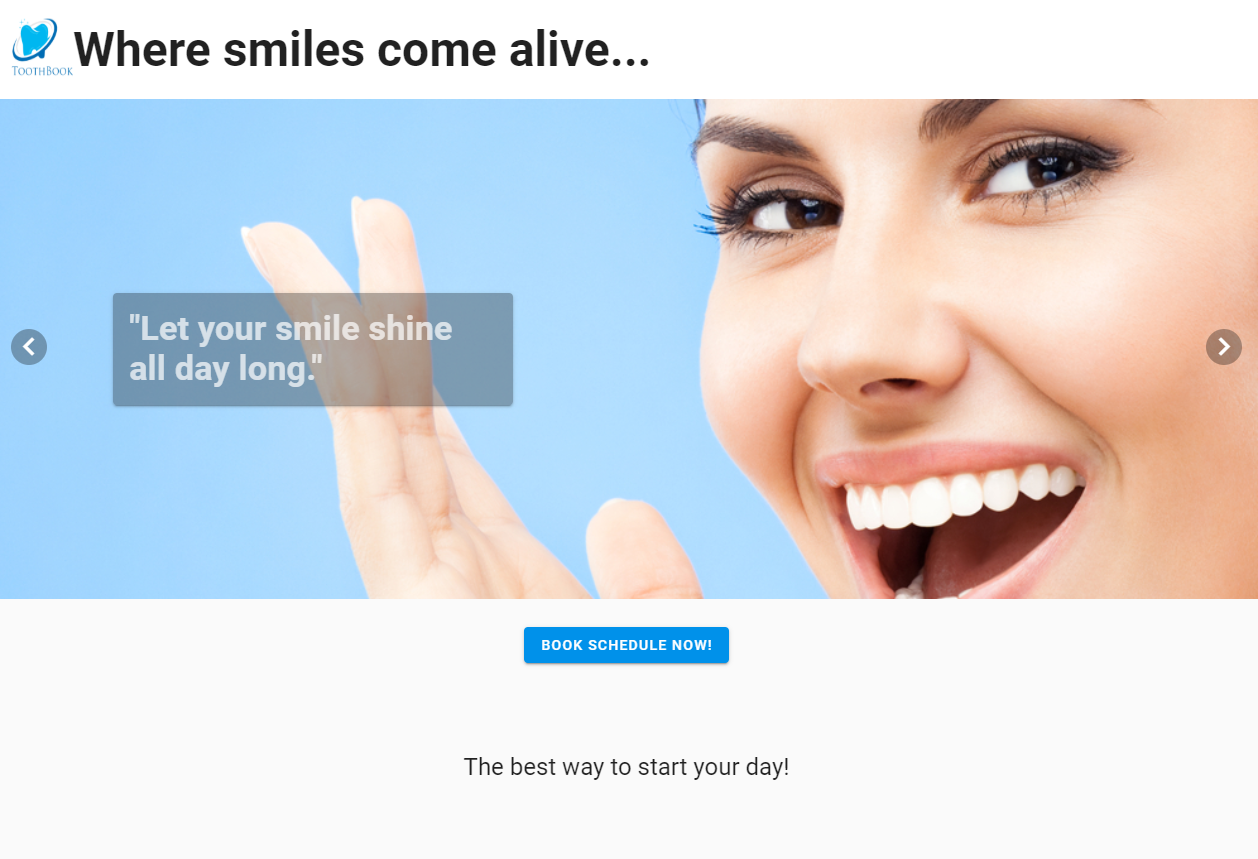 TOOTHBOOK
Where smiles come alive...
"Let your smile shine
all day long."
BOOK SCHEDULE NOW!
The best way to start your day!